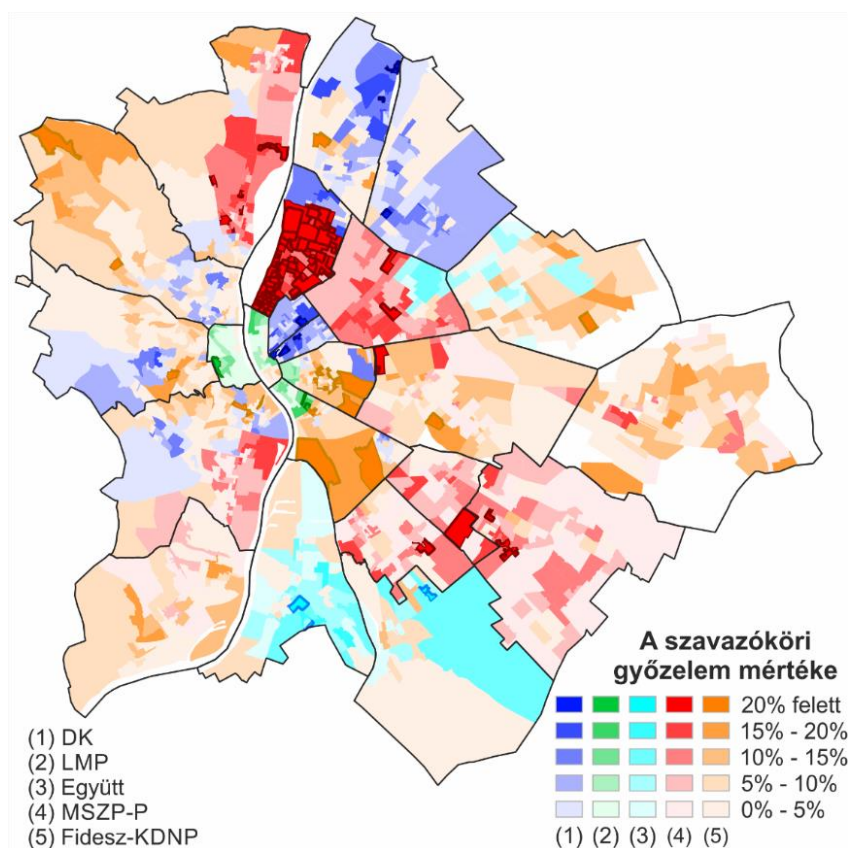 A szavazóköri
győzelem mértéke
20% felett
15% - 20%
10% - 15%
5% - 10%
0% - 5%
(1) (2) (3) (4) (5)
(1) DK
(2) LMP
(3) Együtt
(4) MSZP-P
(5) Fidesz-KDNP